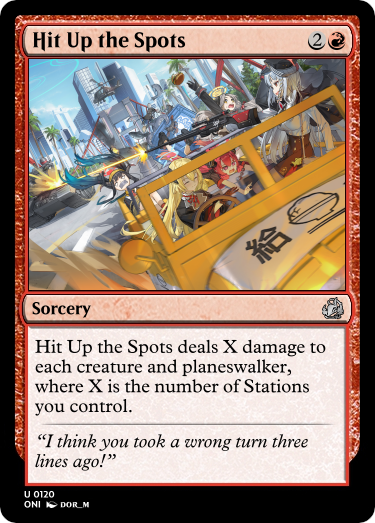 Hit Up the Spots 2
給
Sorcery
Hit Up the Spots deals X damage to
each creature and planeswalker,
where X is the number of Stations
you control.
“I think you took a wrong turn three
lines ago!”
U 0120
ONI DOR_M